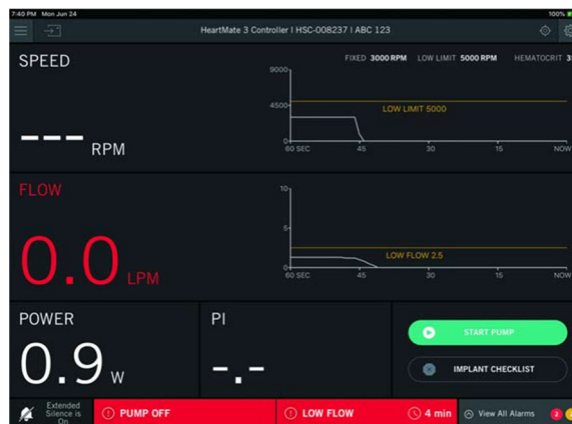 7:40 PM Mon Jun 24 100%
HeartMate 3 Controller | HSC-008237 | ABC 123
SPEED
FIXED 3000 RPM LOW LIMIT 5000 RPM HEMATOCRIT
9000
4500
LOW LIMIT 5000
0
--- RPM
60 SEC 45 30 15 NOW
FLOW
10
5
LOW FLOW 2.5
0
0.0 LPM
60 SEC 45 30 15 NOW
POWER
0.9 W
PI
-.-
START PUMP
IMPLANT CHECKLIST
Extended
Silence is
On
PUMP OFF
LOW FLOW
4 min
View All Alarms
2